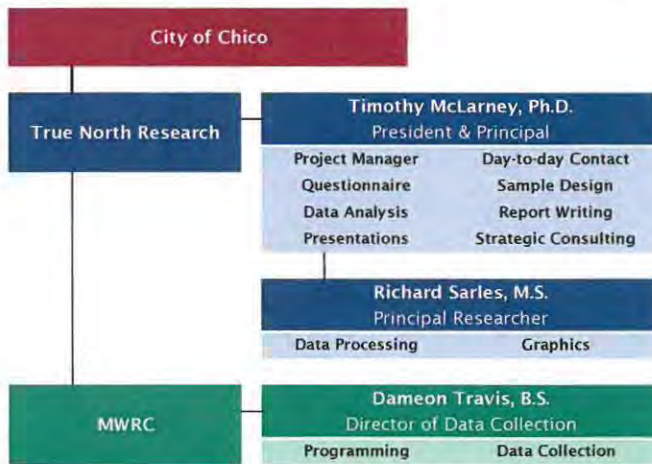 City of Chico
True North Research
Timothy McLarney, Ph.D.
President & Principal
Project Manager Day-to-day Contact
Questionnaire Sample Design
Data Analysis Report Writing
Presentations Strategic Consulting
Richard Sarles, M.S.
Principal Researcher
Data Processing Graphics
MWRC
Dameon Travis, B.S.
Director of Data Collection
Programming Data Collection